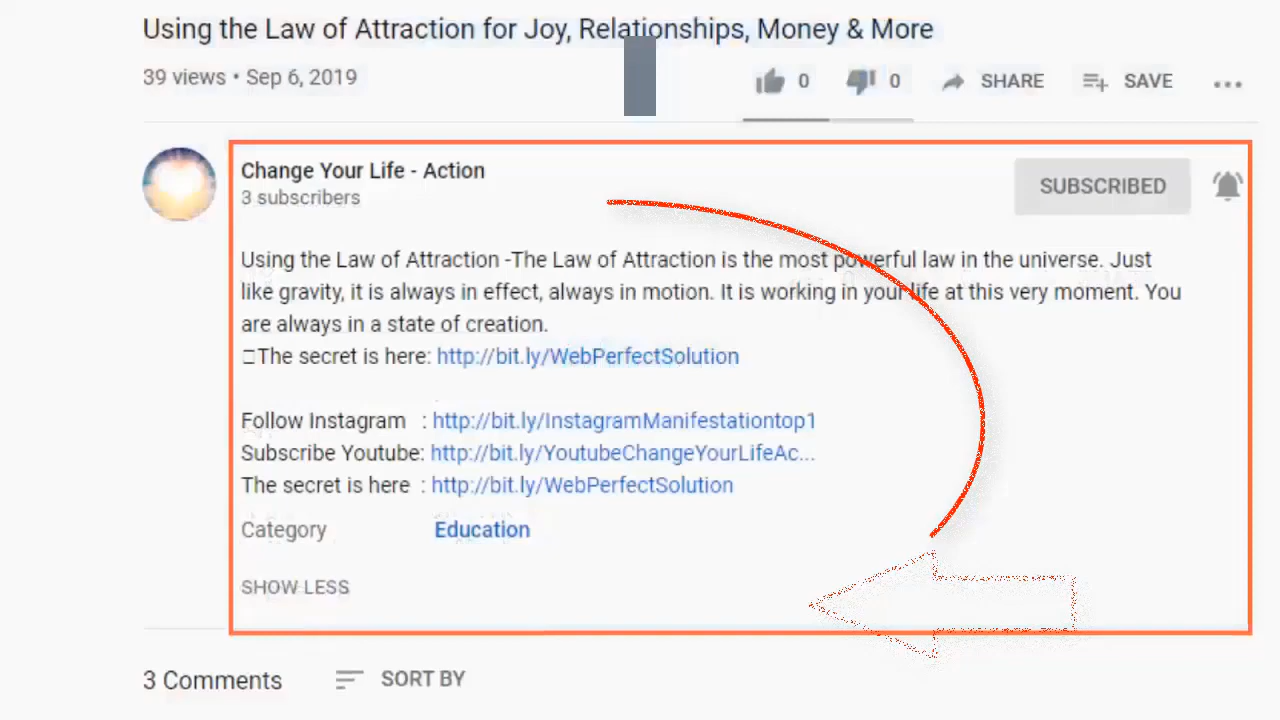 Using the Law of Attraction for Joy, Relationships, Money & More
39 views • Sep 6, 2019
0 0 SHARE SAVE
Change Your Life - Action
3 subscribers
SUBSCRIBED
Using the Law of Attraction -The Law of Attraction is the most powerful law in the universe. Just
like gravity, it is always in effect, always in motion. It is working in your life at this very moment. You
are always in a state of creation.
The secret is here: http://bit.ly/WebPerfectSolution
Follow Instagram : http://bit.ly/InstagramManifestationtop1
Subscribe Youtube: http://bit.ly/YoutubeChangeYourLifeAc...
The secret is here : http://bit.ly/WebPerfectSolution
Category Education
SHOW LESS
3 Comments SORT BY